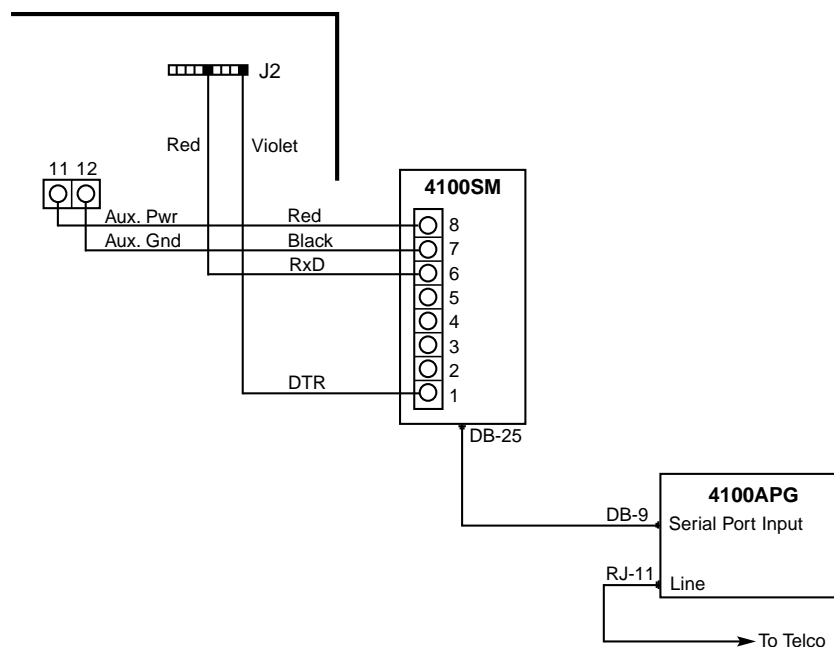 J2
Red Violet
11 12
4100SM
Aux. Pwr Red 8
Aux. Gnd Black 7
RxD 6
5
4
3
2
DTR 1
DB-25
4100APG
DB-9 Serial Port Input
RJ-11 Line
To Telco